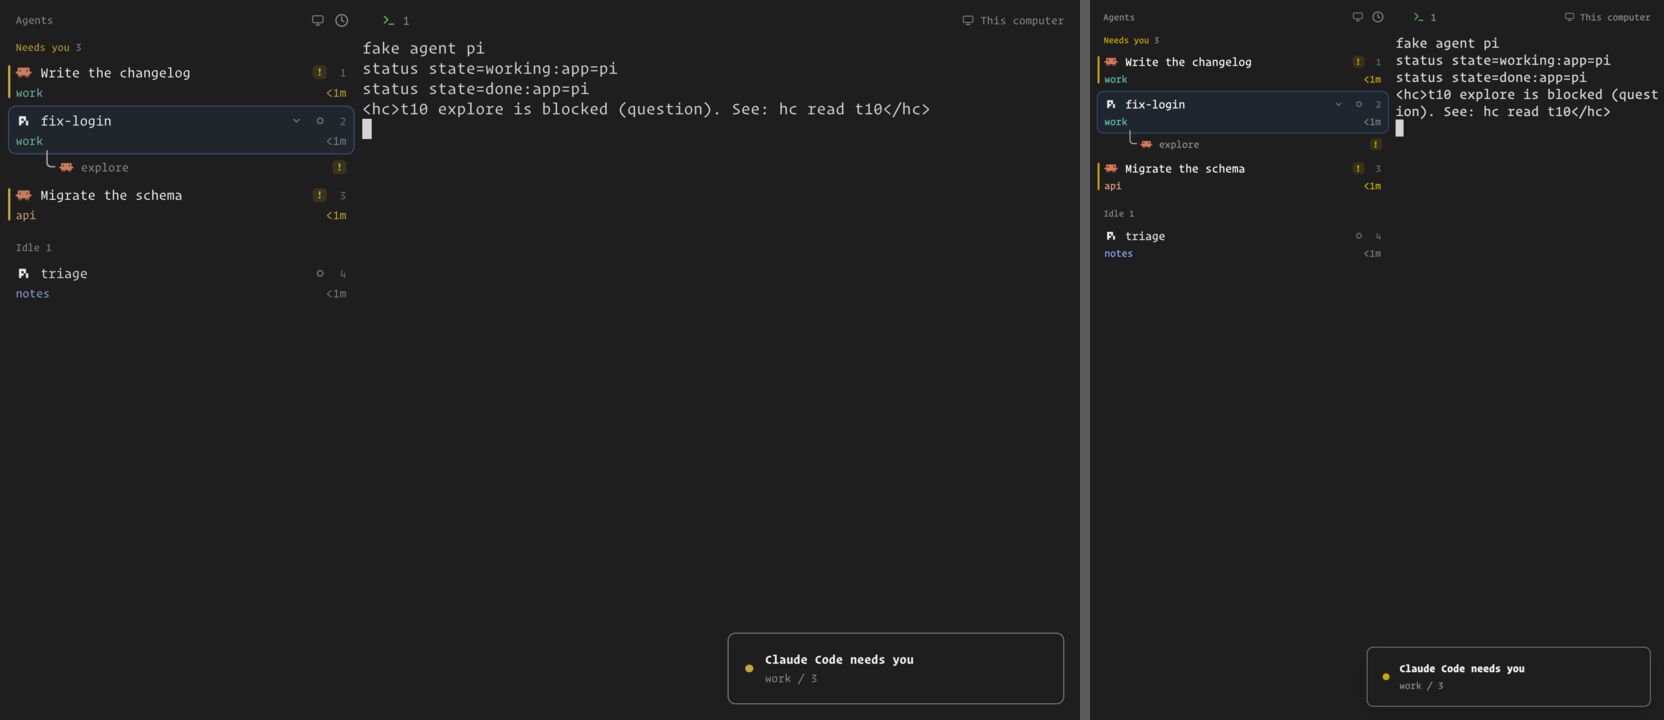 Agents
1
This computer
Needs you 3
Write the changelog ! 1
work <1m
fix-login 2
work <1m
explore !
Migrate the schema ! 3
api <1m
Idle 1
triage 4
notes <1m
fake agent pi
status state=working:app=pi
status state=done:app=pi
<hc>t10 explore is blocked (question). See: hc read t10</hc>
Claude Code needs you
work / 3
Agents
1
This computer
Needs you 3
Write the changelog ! 1
work <1m
fix-login 2
work <1m
explore !
Migrate the schema ! 3
api <1m
Idle 1
triage 4
notes <1m
fake agent pi
status state=working:app=pi
status state=done:app=pi
<hc>t10 explore is blocked (quest
ion). See: hc read t10</hc>
Claude Code needs you
work / 3